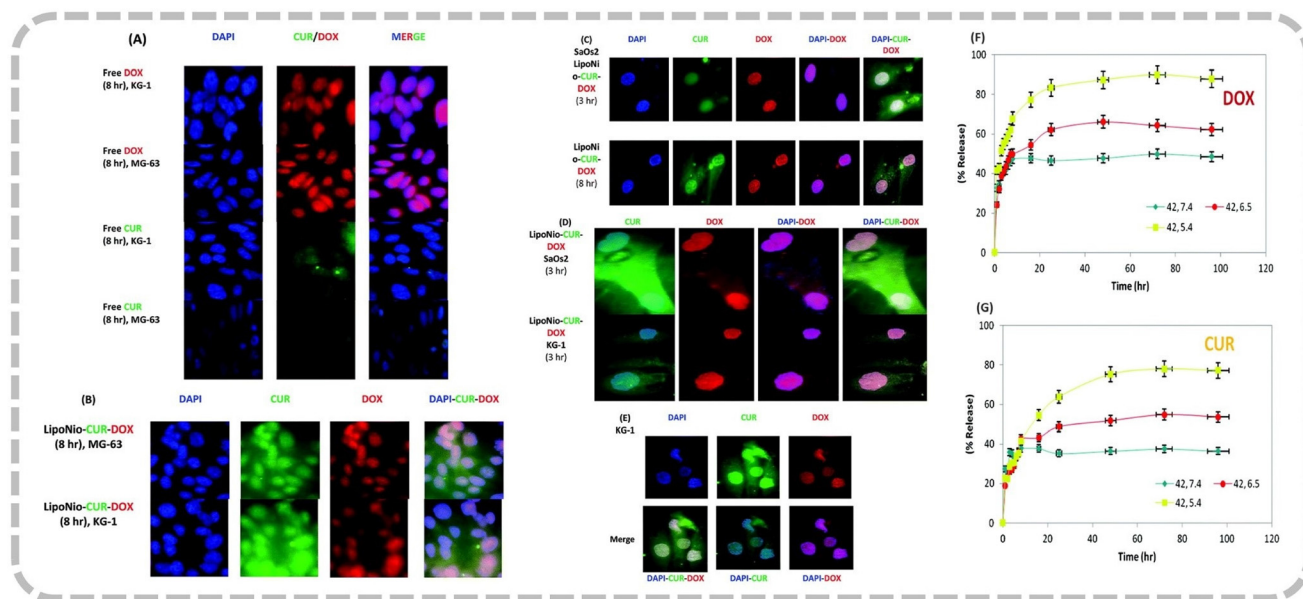 (A)
DAPI CUR/DOX MERGE
Free DOX
(8 hr), KG-1
Free DOX
(8 hr), MG-63
Free CUR
(8 hr), KG-1
Free CUR
(8 hr), MG-63
(B)
DAPI CUR DOX DAPI-CUR-DOX
LipoNio-CUR-DOX
(8 hr), MG-63
LipoNio-CUR-DOX
(8 hr), KG-1
(C)
DAPI CUR DOX DAPI-DOX DAPI-CUR-
DOX
SaOs2
LipoNi
o-CUR-
DOX
(3 hr)
LipoNi
o-CUR-
DOX
(8 hr)
(D)
CUR DOX DAPI-DOX DAPI-CUR-DOX
LipoNio-CUR-
DOX
SaOs2
(3 hr)
LipoNio-CUR-
DOX
KG-1
(3 hr)
(E)
DAPI CUR DOX
KG-1
Merge
DAPI-CUR-DOX DAPI-CUR DAPI-DOX
(F)
DOX
(% Release)
100
80
60
40
20
0
0 20 40 60 80 100 120
Time (hr)
42, 7.4 42, 6.5
42, 5.4
(G)
CUR
(% Release)
100
80
60
40
20
0
0 20 40 60 80 100 120
Time (hr)
42, 7.4 42, 6.5
42, 5.4